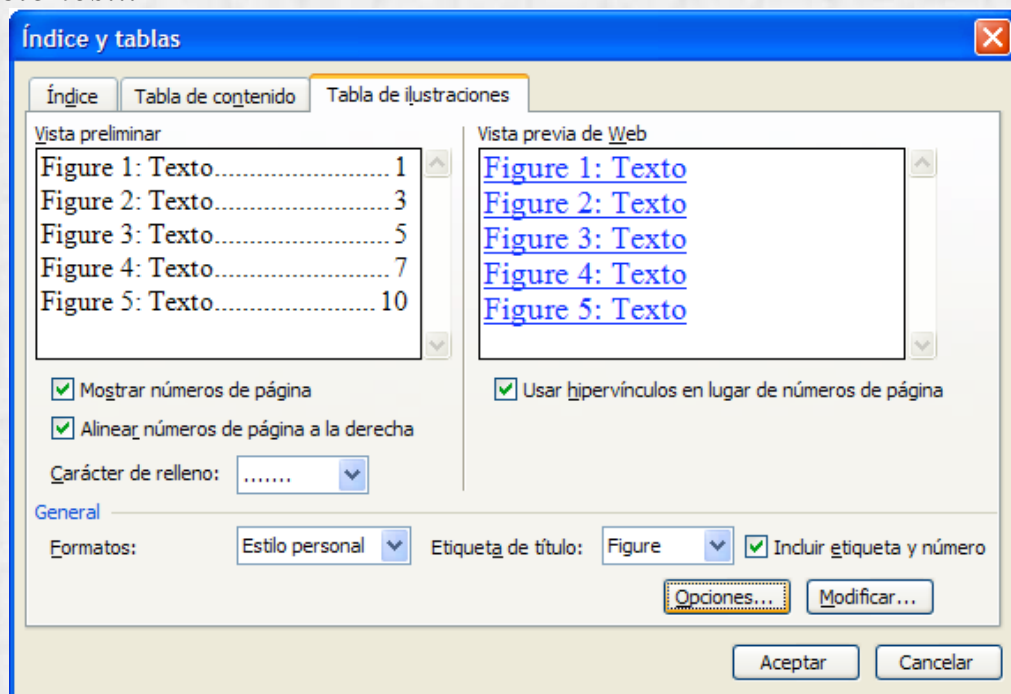 Índice y tablas
Índice
Tabla de contenido
Tabla de ilustraciones
Vista preliminar
Figure 1: Texto............................ 1
Figure 2: Texto............................ 3
Figure 3: Texto............................ 5
Figure 4: Texto............................ 7
Figure 5: Texto.......................... 10
Mostrar números de página
Alinear números de página a la derecha
Carácter de relleno: .......
Vista previa de Web
Figure 1: Texto
Figure 2: Texto
Figure 3: Texto
Figure 4: Texto
Figure 5: Texto
Usar hipervínculos en lugar de números de página
General
Formatos: Estilo personal Etiqueta de título: Figure Incluir etiqueta y número
Opciones... Modificar...
Aceptar Cancelar